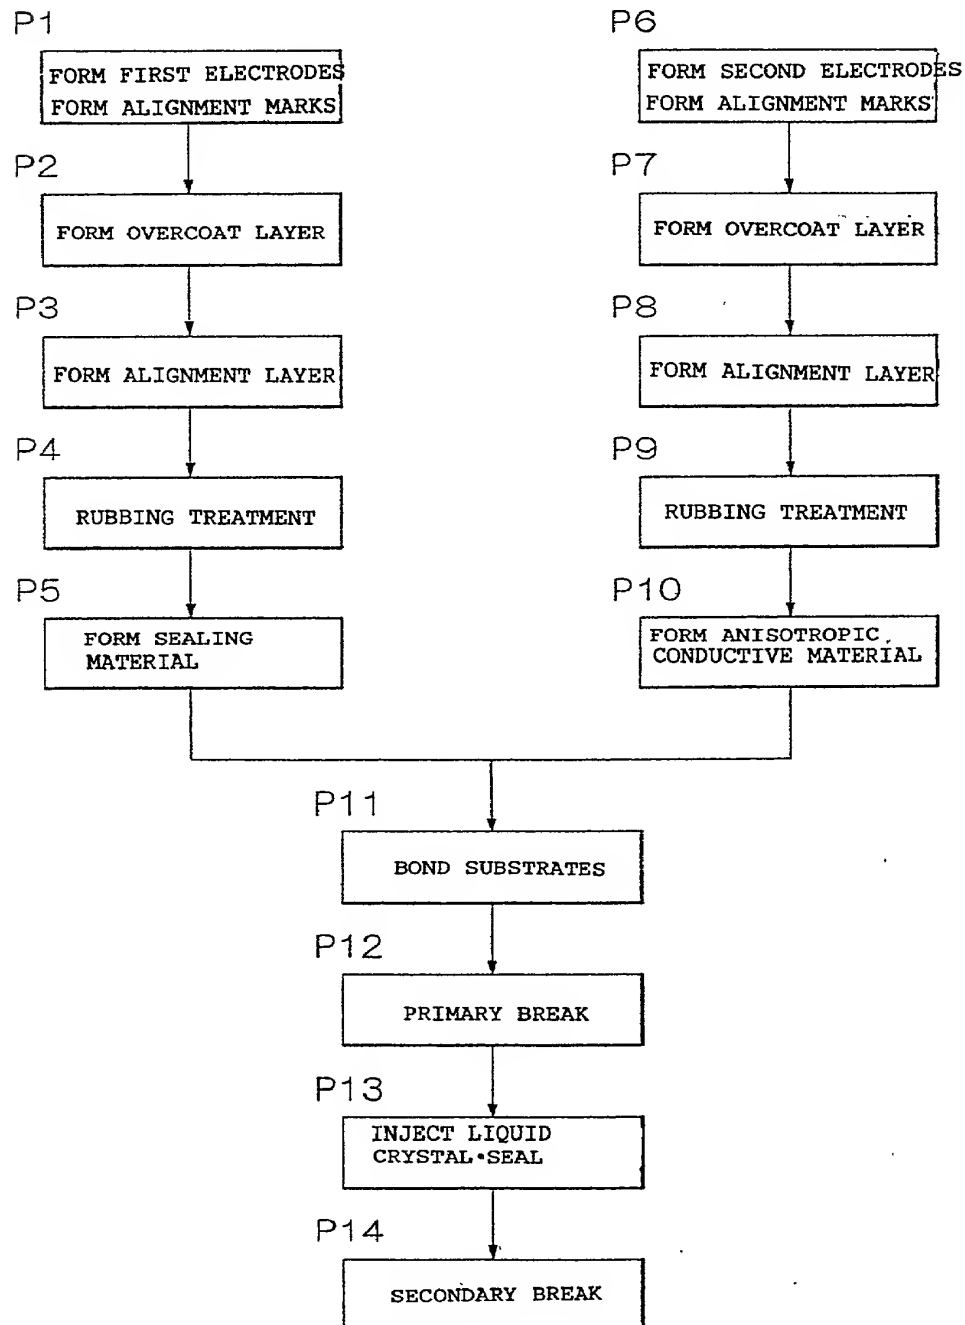 P1
FORM FIRST ELECTRODES
FORM ALIGNMENT MARKS
P2
FORM OVERCOAT LAYER
P3
FORM ALIGNMENT LAYER
P4
RUBBING TREATMENT
P5
FORM SEALING
MATERIAL
P6
FORM SECOND ELECTRODES
FORM ALIGNMENT MARKS
P7
FORM OVERCOAT LAYER
P8
FORM ALIGNMENT LAYER
P9
RUBBING TREATMENT
P10
FORM ANISOTROPIC
CONDUCTIVE MATERIAL
P11
BOND SUBSTRATES
P12
PRIMARY BREAK
P13
INJECT LIQUID
CRYSTAL•SEAL
P14
SECONDARY BREAK